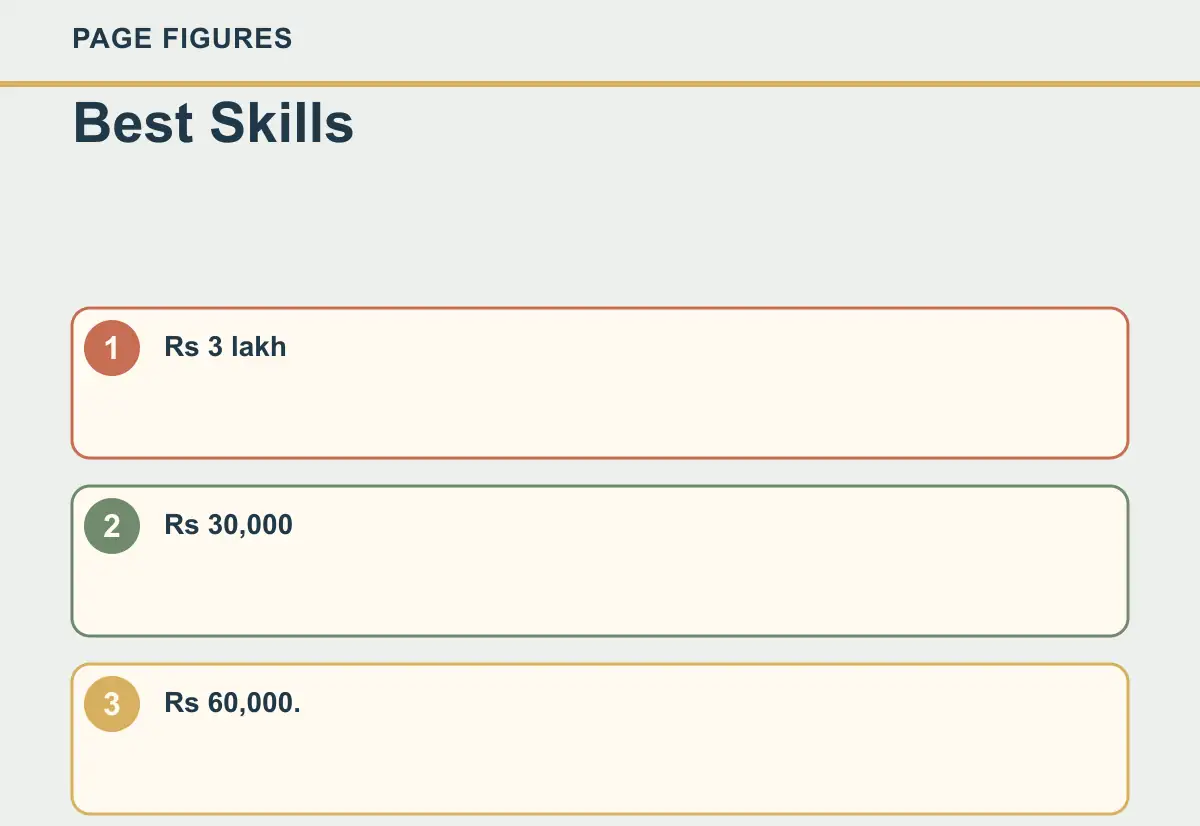 PAGE FIGURES
Best Skills
1 Rs 3 lakh
2 Rs 30,000
3 Rs 60,000.